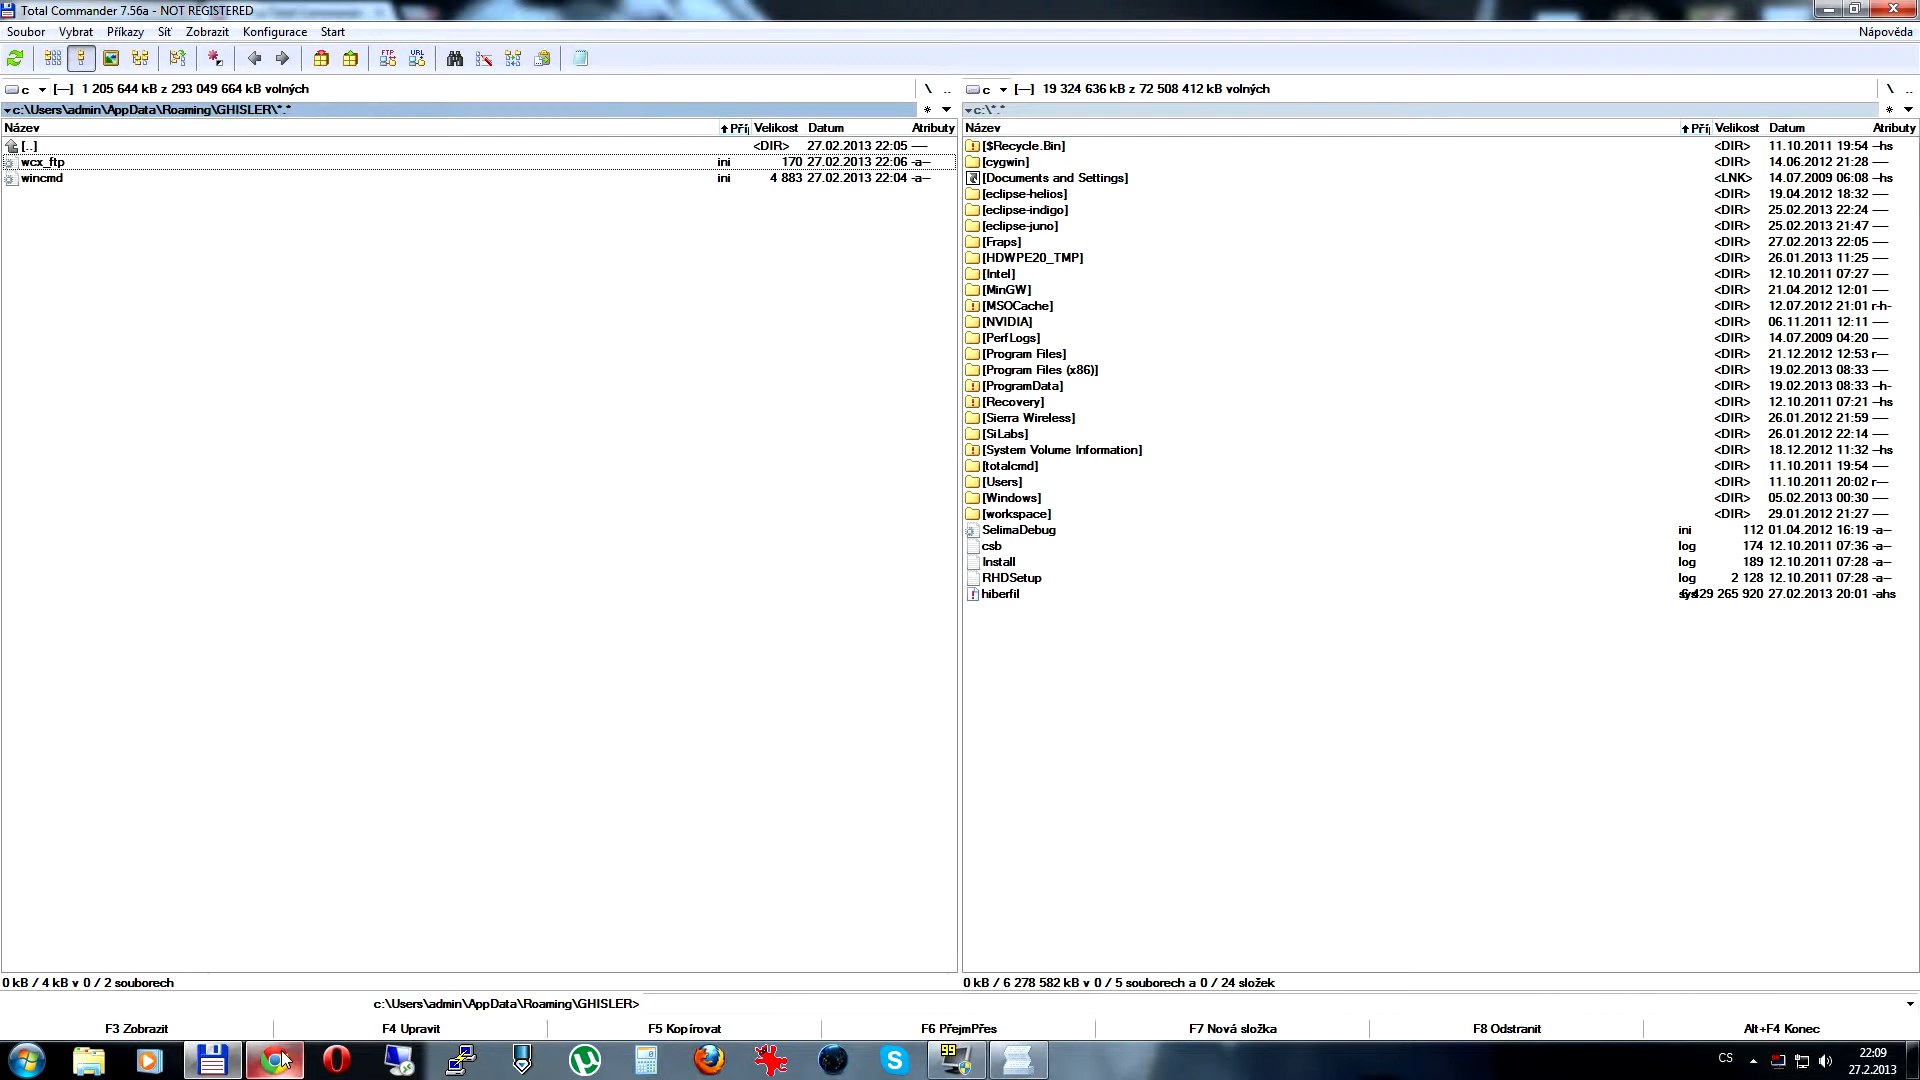 Total Commander 7.56a - NOT REGISTERED
Soubor Vybrat Příkazy Síť Zobrazit Konfigurace Start Nápověda
FTP URL
c [—] 1 205 644 kB z 293 049 664 kB volných \ ..
c:\Users\admin\AppData\Roaming\GHISLER\*.* * 
Název Pří Velikost Datum Atributy
[..] <DIR> 27.02.2013 22:05 ----
wcx_ftp ini 170 27.02.2013 22:06 -a--
wincmd ini 4 883 27.02.2013 22:04 -a--
0 kB / 4 kB v 0 / 2 souborech
c [—] 19 324 636 kB z 72 508 412 kB volných \ ..
c:\*.* *
Název Pří Velikost Datum Atributy
[$Recycle.Bin] <DIR> 11.10.2011 19:54 --hs
[cygwin] <DIR> 14.06.2012 21:28 ----
[Documents and Settings] <LNK> 14.07.2009 06:08 --hs
[eclipse-helios] <DIR> 19.04.2012 18:32 ----
[eclipse-indigo] <DIR> 25.02.2013 22:24 ----
[eclipse-juno] <DIR> 25.02.2013 21:47 ----
[Fraps] <DIR> 27.02.2013 22:05 ----
[HDWPE20_TMP] <DIR> 26.01.2013 11:25 ----
[Intel] <DIR> 12.10.2011 07:27 ----
[MinGW] <DIR> 21.04.2012 12:01 ----
[MSOCache] <DIR> 12.07.2012 21:01 r-h-
[NVIDIA] <DIR> 06.11.2011 12:11 ----
[PerfLogs] <DIR> 14.07.2009 04:20 ----
[Program Files] <DIR> 21.12.2012 12:53 r---
[Program Files (x86)] <DIR> 19.02.2013 08:33 ----
[ProgramData] <DIR> 19.02.2013 08:33 --h-
[Recovery] <DIR> 12.10.2011 07:21 --hs
[Sierra Wireless] <DIR> 26.01.2012 21:59 ----
[SiLabs] <DIR> 26.01.2012 22:14 ----
[System Volume Information] <DIR> 18.12.2012 11:32 --hs
[totalcmd] <DIR> 11.10.2011 19:54 ----
[Users] <DIR> 11.10.2011 20:02 r---
[Windows] <DIR> 05.02.2013 00:30 ----
[workspace] <DIR> 29.01.2012 21:27 ----
SelimaDebug ini 112 01.04.2012 16:19 -a--
csb log 174 12.10.2011 07:36 -a--
Install log 189 12.10.2011 07:28 -a--
RHDSetup log 2 128 12.10.2011 07:28 -a--
hiberfil sys 6 429 265 920 27.02.2013 20:01 -ahs
0 kB / 6 278 582 kB v 0 / 5 souborech a 0 / 24 složek
c:\Users\admin\AppData\Roaming\GHISLER>
F3 Zobrazit F4 Upravit F5 Kopírovat F6 PřejmPřes F7 Nová složka F8 Odstranit Alt+F4 Konec
99 CS 22:09
27.2.2013